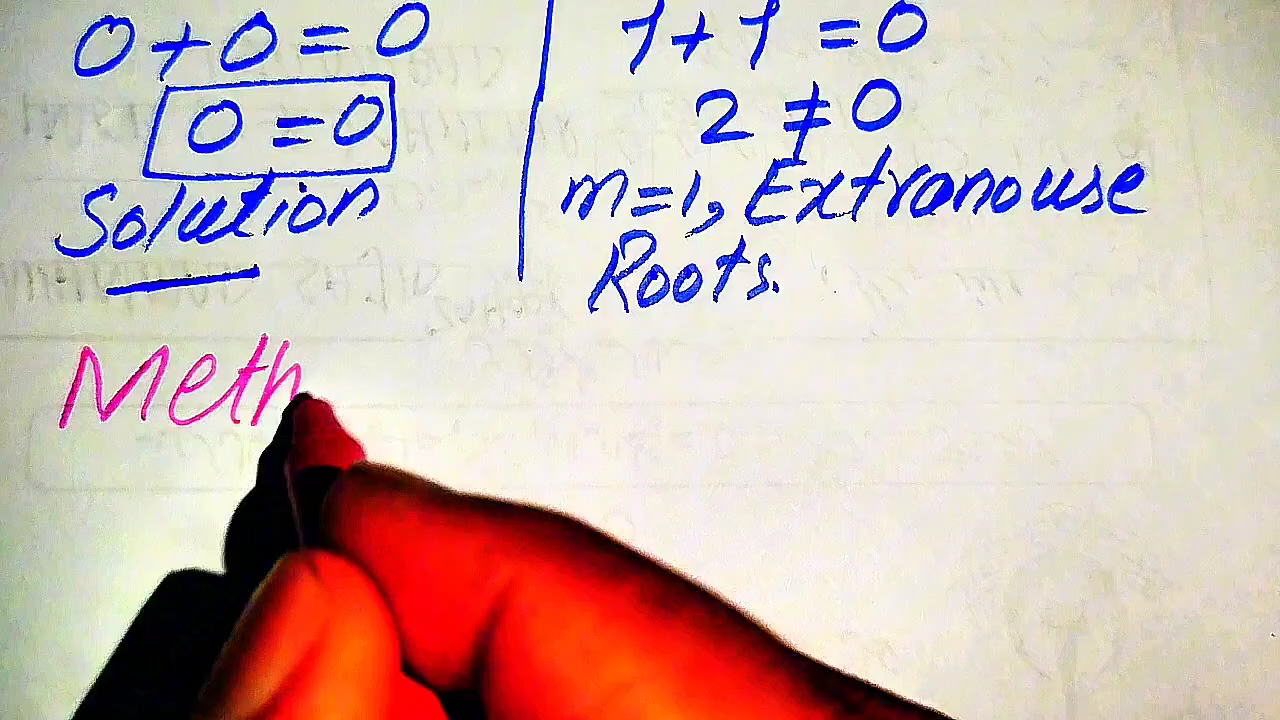 0+0=0
0=0
Solution
1+1=0
2≠0
m=1, Extranouse
Roots.
Meth